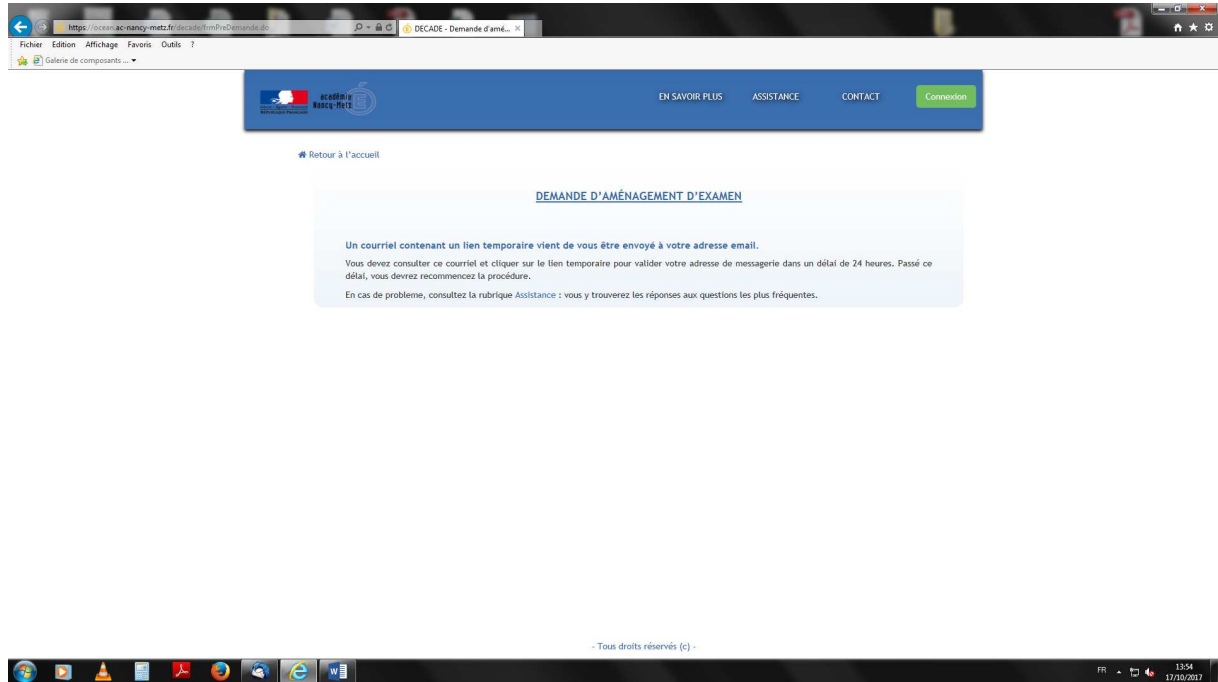 https://ocean.ac-nancy-metz.fr/decade/frmPreDemande.do
DECADE - Demande d'amé...
Fichier Edition Affichage Favoris Outils ?
Galerie de composants ...
académie
Nancy-Metz
RÉPUBLIQUE FRANÇAISE
EN SAVOIR PLUS ASSISTANCE CONTACT Connexion
Retour à l'accueil
DEMANDE D'AMÉNAGEMENT D'EXAMEN
Un courriel contenant un lien temporaire vient de vous être envoyé à votre adresse email.
Vous devez consulter ce courriel et cliquer sur le lien temporaire pour valider votre adresse de messagerie dans un délai de 24 heures. Passé ce
délai, vous devrez recommencez la procédure.
En cas de probleme, consultez la rubrique Assistance : vous y trouverez les réponses aux questions les plus fréquentes.
- Tous droits réservés (c) -
FR
13:54
17/10/2017